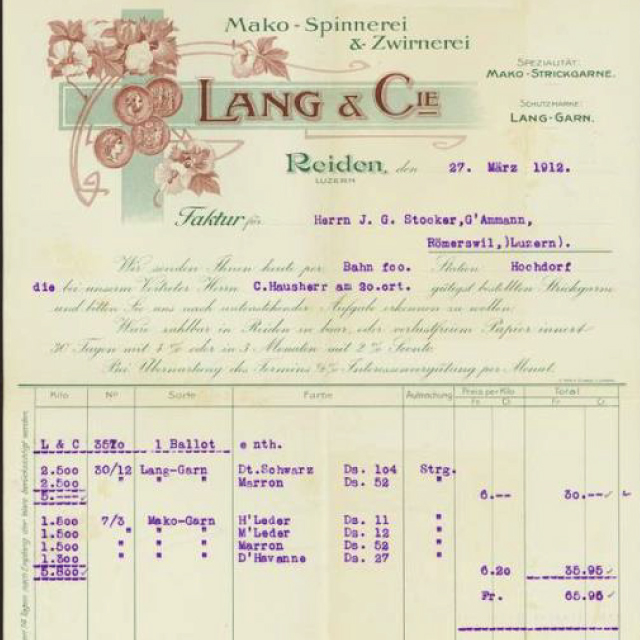 Mako-Spinnerei
& Zwirnerei
SPEZIALITÄT:
MAKO-STRICKGARNE.
LANG & CIE
SCHUTZMARKE:
LANG-GARN.
Reiden, den 27. März 1912.
LUZERN
Faktur für Herrn J. G. Stocker, G'Ammann,
Römerswil, )Luzern).
Wir senden Ihnen heute per Bahn fco. Station Hochdorf
die bei unserm Vertreter Herrn C. Hausherr am 20. ort. gütigst bestellten Strickgarne
und bitten Sie uns nach untenstehender Aufgabe erkennen zu wollen.
Ware zahlbar in Reiden in bar oder verlustfreiem Papier innert
30 Tagen mit 4 % oder in 3 Monaten mit 2 % Sconto.
Bei Übermarchung des Termins % Interessenvergütung per Monat.
Kilo Nº Sorte Farbe Aufmachung Preis per Kilo Total
Fr. Ct. Fr. Ct.
L & C 3570 1 Ballot enth.
2.500 30/12 Lang-Garn Dt.Schwarz Ds. 104 Strg.
2.500 " " " Marron Ds. 52 "
5.--- 6.-- 30.--
1.500 7/3 Mako-Garn H'Leder Ds. 11 "
1.500 " " " M'Leder Ds. 12 "
1.500 " " " Marron Ds. 52 "
1.300 " " " D'Havanne Ds. 27 "
5.800 6.20 35.95
Fr. 65.95